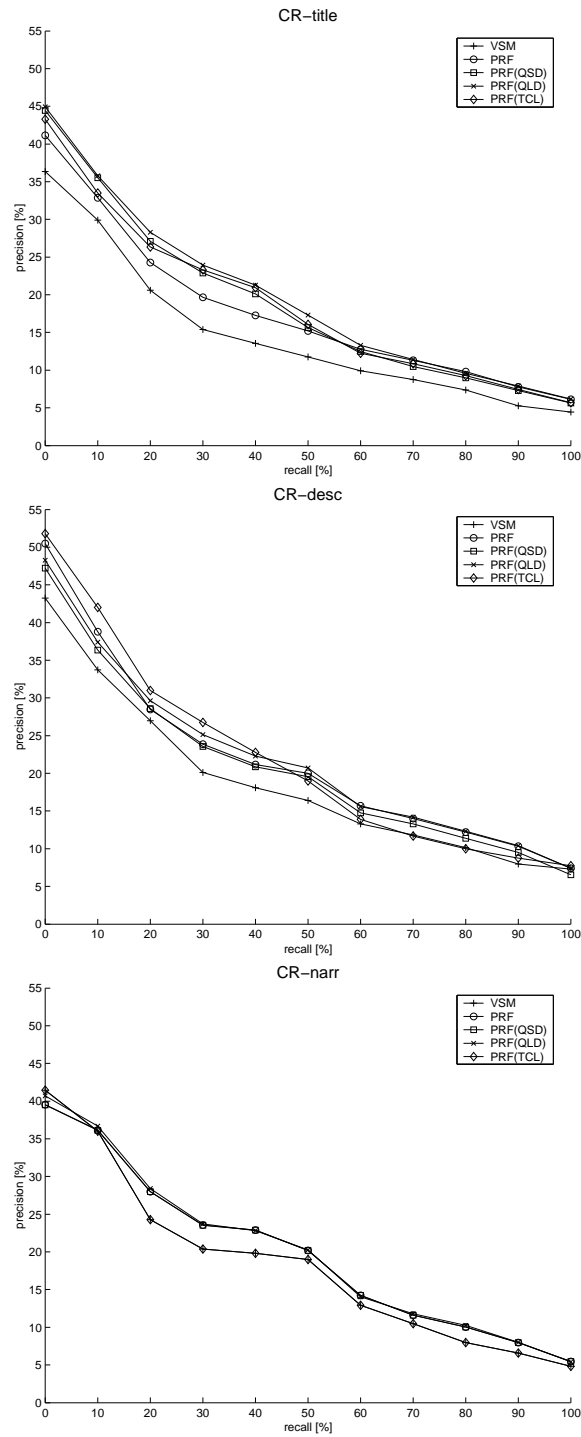 CR−title
55
50
45
40
35
30
25
20
15
10
5
0
precision [%]
0 10 20 30 40 50 60 70 80 90 100
recall [%]
VSM
PRF
PRF(QSD)
PRF(QLD)
PRF(TCL)
CR−desc
55
50
45
40
35
30
25
20
15
10
5
0
precision [%]
0 10 20 30 40 50 60 70 80 90 100
recall [%]
VSM
PRF
PRF(QSD)
PRF(QLD)
PRF(TCL)
CR−narr
55
50
45
40
35
30
25
20
15
10
5
0
precision [%]
0 10 20 30 40 50 60 70 80 90 100
recall [%]
VSM
PRF
PRF(QSD)
PRF(QLD)
PRF(TCL)